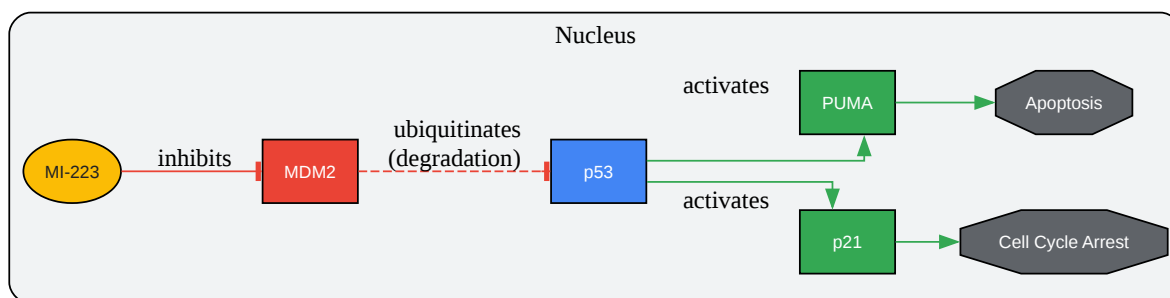 Nucleus
activates
PUMA
Apoptosis
ubiquitinates
(degradation)
inhibits
MI-223
MDM2
p53
activates
p21
Cell Cycle Arrest